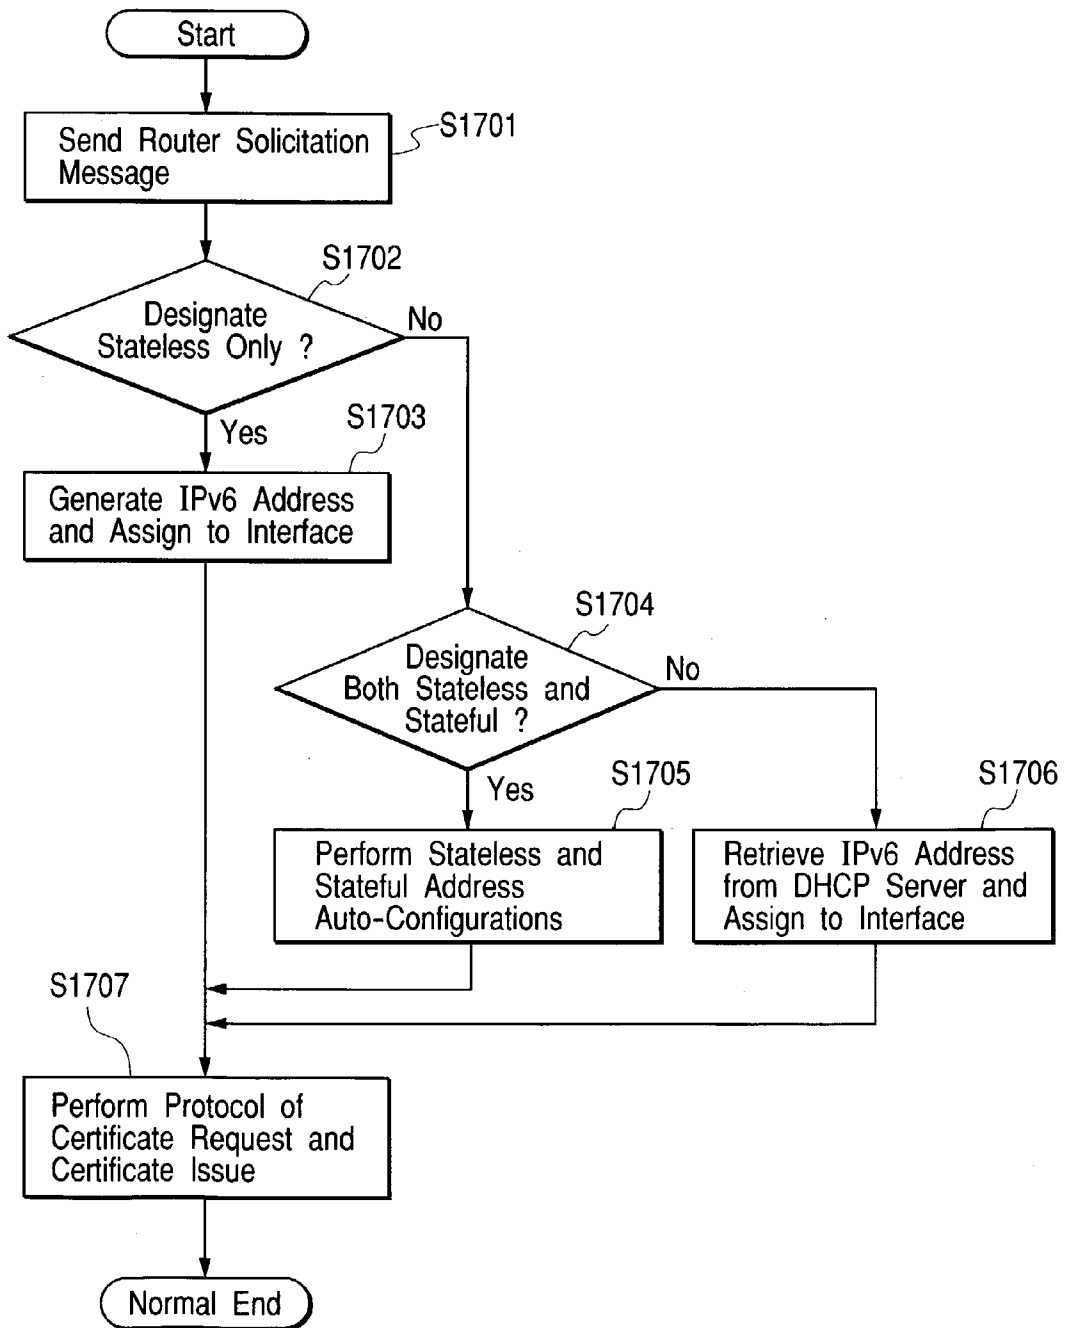 Start
S1701
Send Router Solicitation
Message
S1702
Designate
Stateless Only ?
No
Yes
S1703
Generate IPv6 Address
and Assign to Interface
S1704
Designate
Both Stateless and
Stateful ?
No
Yes
S1705
Perform Stateless and
Stateful Address
Auto-Configurations
S1706
Retrieve IPv6 Address
from DHCP Server and
Assign to Interface
S1707
Perform Protocol of
Certificate Request and
Certificate Issue
Normal End